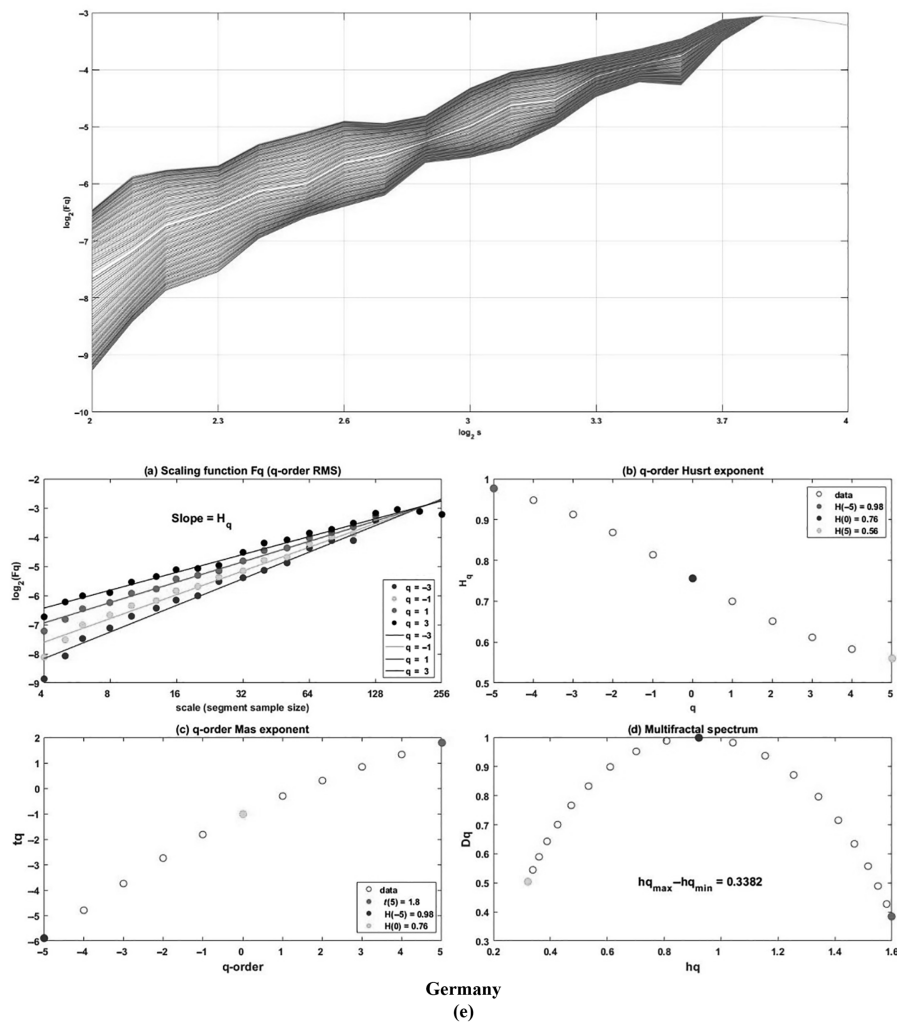 −3
−4
−5
−6
−7
−8
−9
−10
log2(Fq)
2 2.3 2.6 3 3.3 3.7 4
log2 s
(a) Scaling function Fq (q-order RMS)
−2
−3
−4
−5
−6
−7
−8
−9
log2(Fq)
Slope = Hq
q = −3
q = −1
q = 1
q = 3
q = −3
q = −1
q = 1
q = 3
4 8 16 32 64 128 256
scale (segment sample size)
(b) q-order Husrt exponent
1
0.9
0.8
0.7
0.6
0.5
Hq
data
H(−5) = 0.98
H(0) = 0.76
H(5) = 0.56
−5 −4 −3 −2 −1 0 1 2 3 4 5
q
(c) q-order Mas exponent
2
1
0
−1
−2
−3
−4
−5
−6
tq
data
t(5) = 1.8
H(−5) = 0.98
H(0) = 0.76
−5 −4 −3 −2 −1 0 1 2 3 4 5
q-order
(d) Multifractal spectrum
1
0.9
0.8
0.7
0.6
0.5
0.4
0.3
Dq
hqmax−hqmin = 0.3382
0.2 0.4 0.6 0.8 1 1.2 1.4 1.6
hq
Germany
(e)